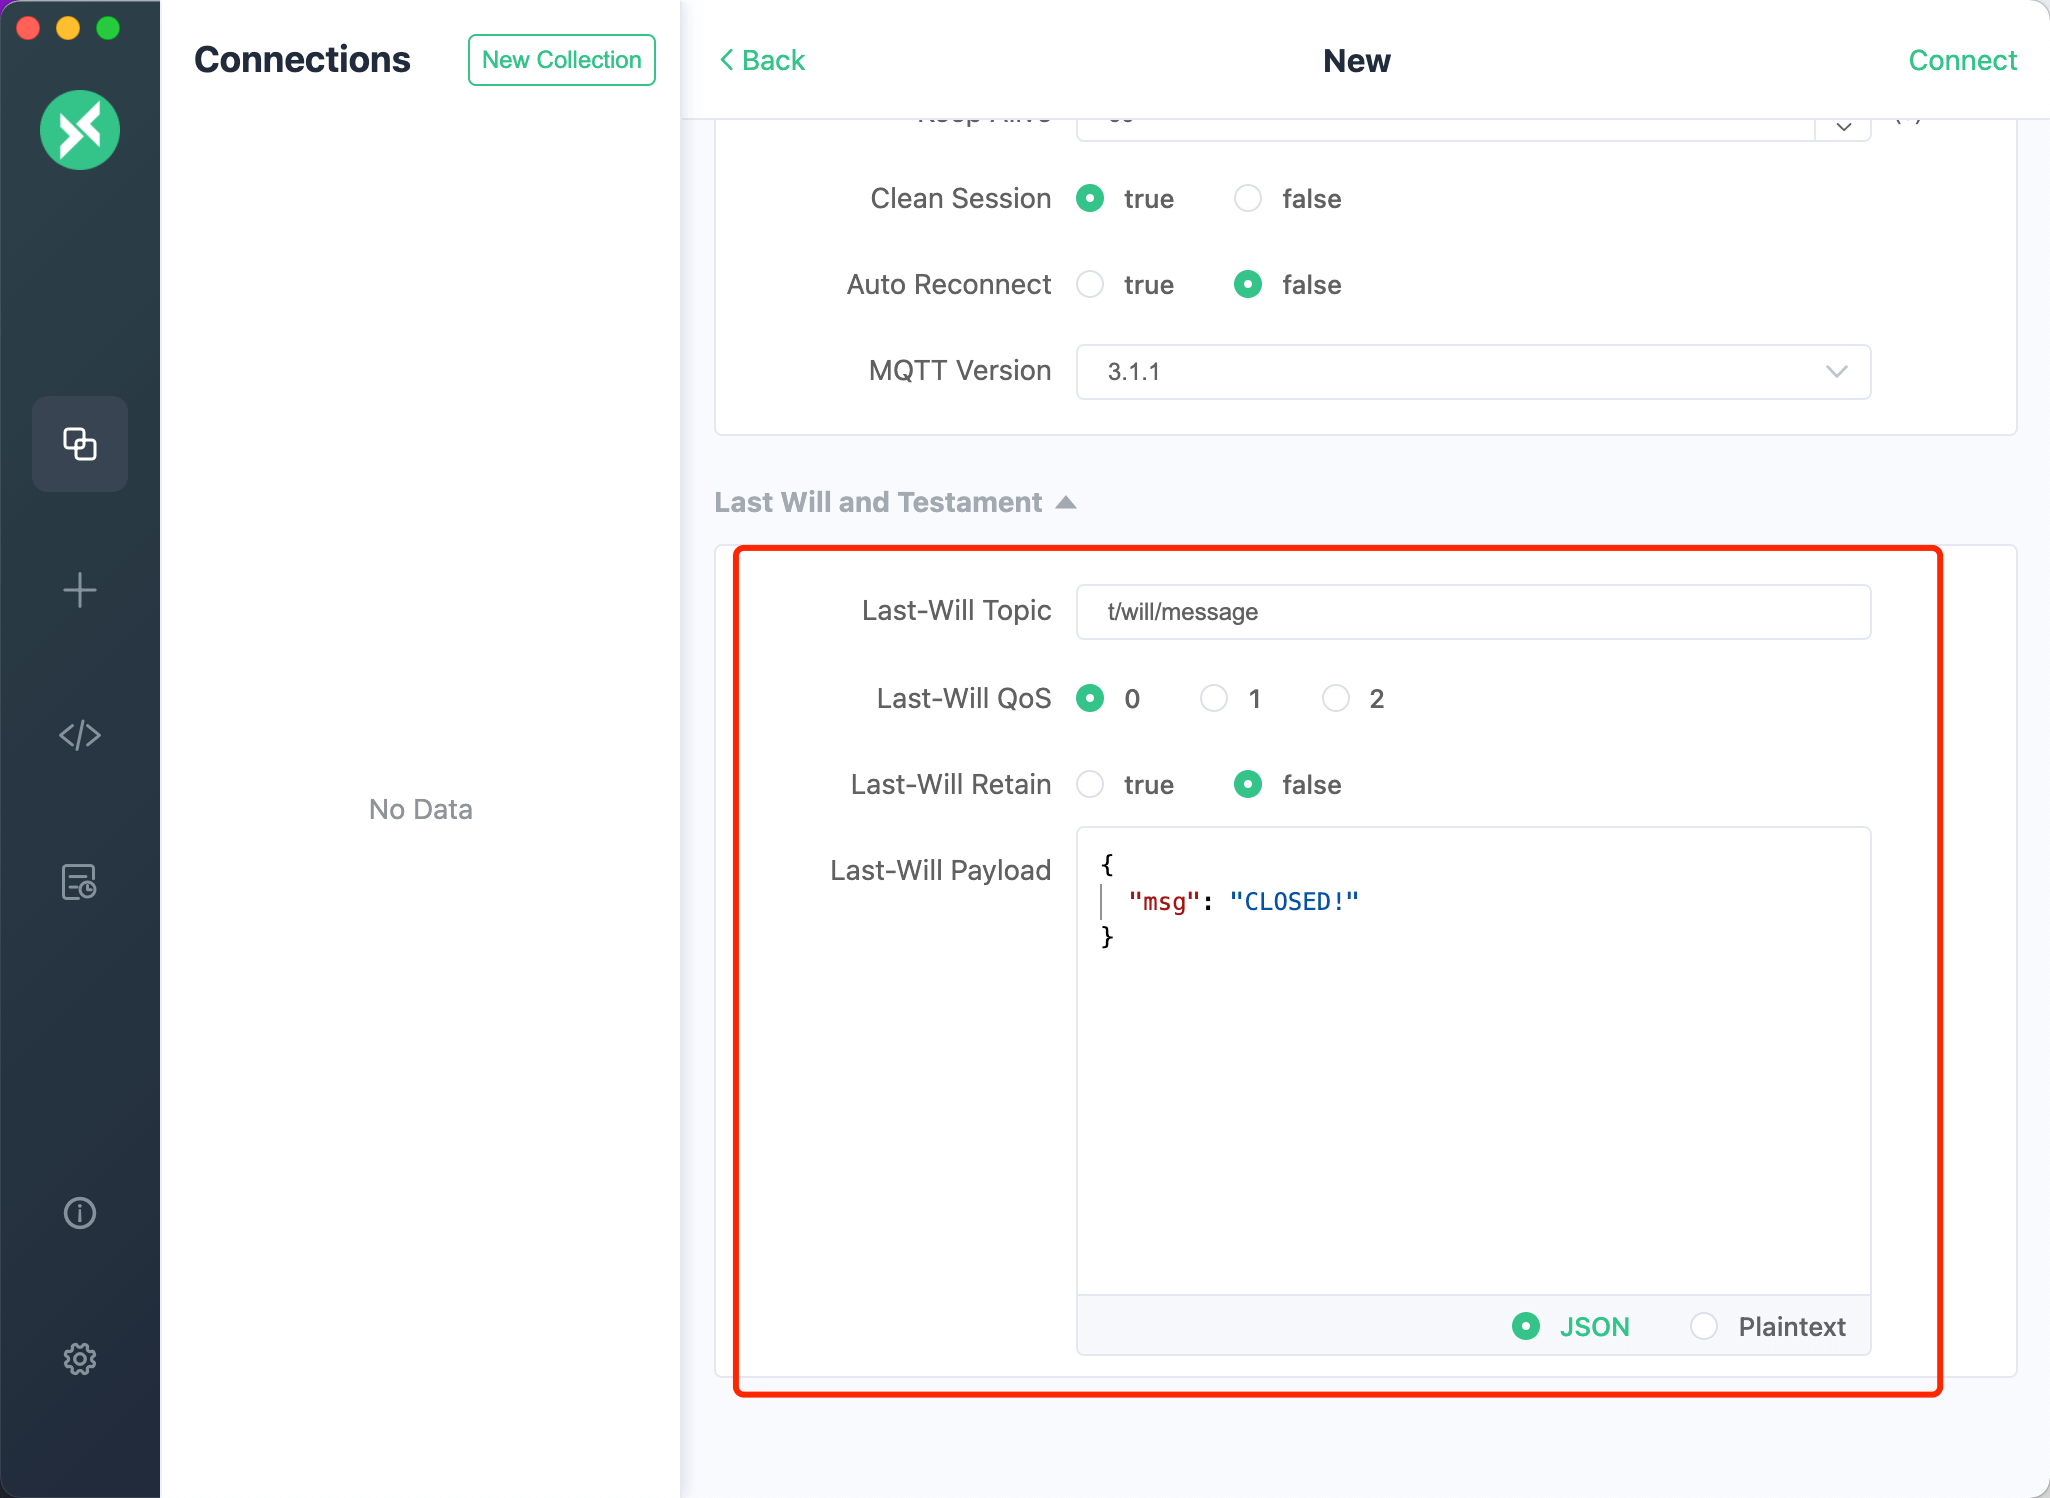 Connections
New Collection
Back
New
Connect
Clean Session
true
false
Auto Reconnect
true
false
MQTT Version
3.1.1
Last Will and Testament
Last-Will Topic
t/will/message
Last-Will QoS
0
1
2
Last-Will Retain
true
false
Last-Will Payload
{
"msg": "CLOSED!"
}
No Data
JSON
Plaintext